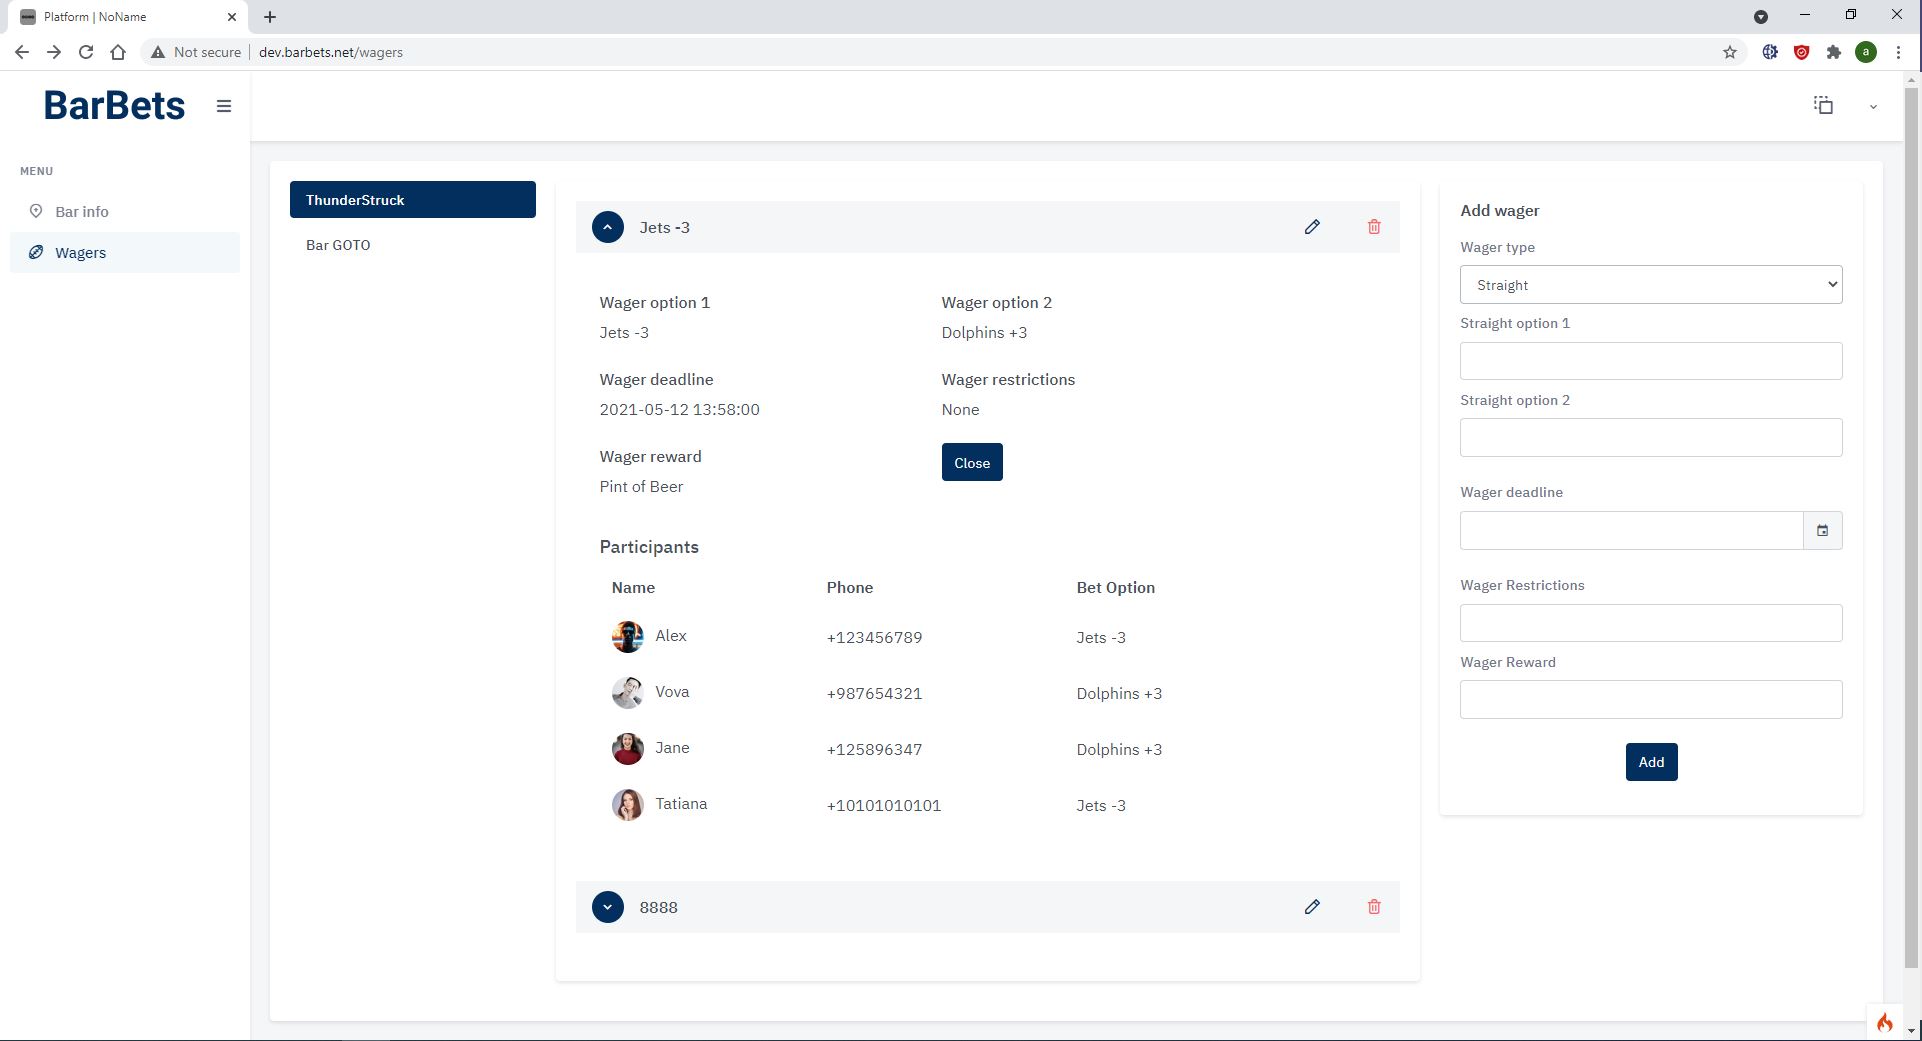 Platform | NoName
Not secure
dev.barbets.net/wagers
a
BarBets
MENU
Bar info
Wagers
ThunderStruck
Bar GOTO
Jets -3
Wager option 1
Jets -3
Wager option 2
Dolphins +3
Wager deadline
2021-05-12 13:58:00
Wager restrictions
None
Wager reward
Pint of Beer
Close
Participants
Name Phone Bet Option
Alex +123456789 Jets -3
Vova +987654321 Dolphins +3
Jane +125896347 Dolphins +3
Tatiana +10101010101 Jets -3
8888
Add wager
Wager type
Straight
Straight option 1
Straight option 2
Wager deadline
Wager Restrictions
Wager Reward
Add